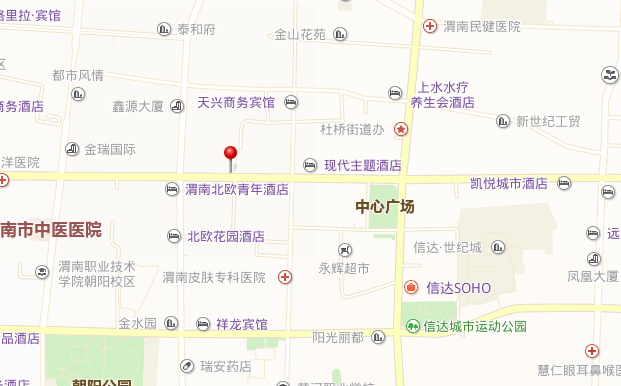 格里拉·宾馆
泰和府
金山花苑
渭南民健医院
都市风情
区
上水水疗
养生会酒店
商务酒店
鑫源大厦
天兴商务宾馆
新世纪工贸
杜桥街道办
金瑞国际
洋医院
现代主题酒店
凯悦城市酒店
渭南北欧青年酒店
中心广场
南市中医医院
北欧花园酒店
远
信达·世纪城
渭南职业技术
学院朝阳校区
渭南皮肤专科医院
永辉超市
凤凰大厦
信达SOHO
金水园
祥龙宾馆
信达城市运动公园
品酒店
阳光丽都
瑞安药店
慧仁眼耳鼻喉医
朝阳公园
酒店